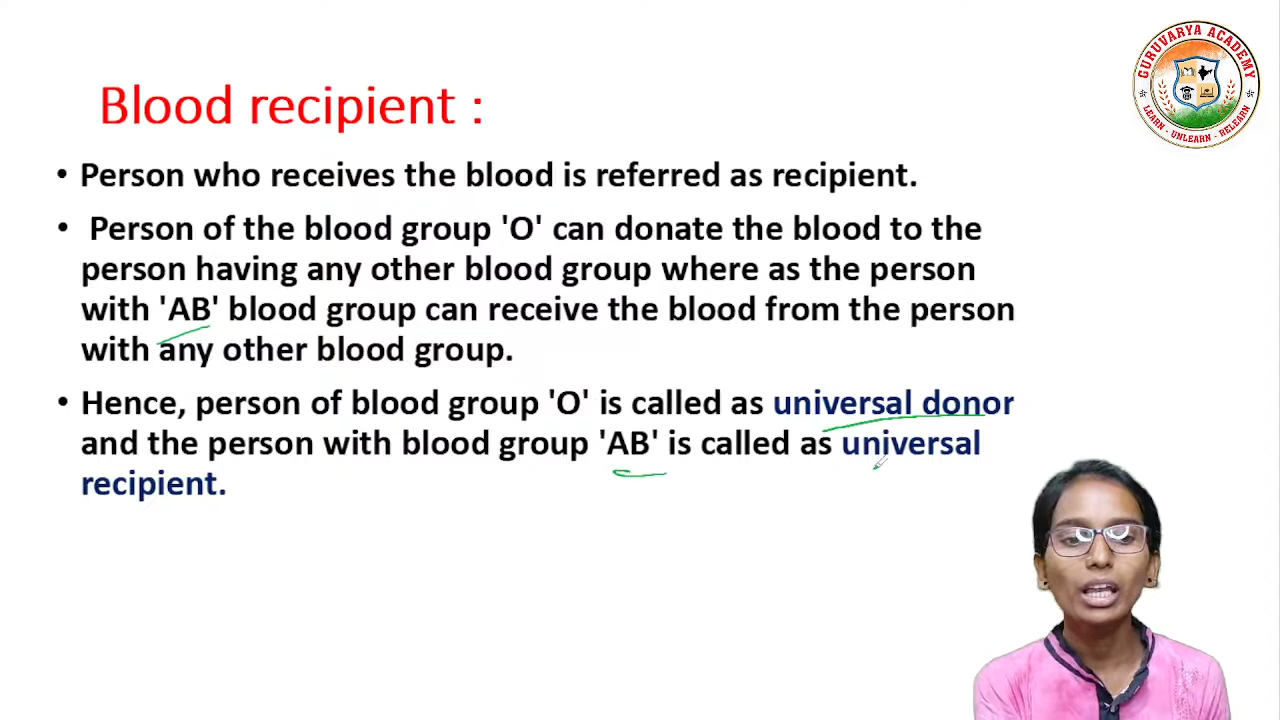 GURUVARYA ACADEMY
LEARN - UNLEARN - RELEARN
Blood recipient :
• Person who receives the blood is referred as recipient.
• Person of the blood group 'O' can donate the blood to the
person having any other blood group where as the person
with 'AB' blood group can receive the blood from the person
with any other blood group.
• Hence, person of blood group 'O' is called as universal donor
and the person with blood group 'AB' is called as universal
recipient.